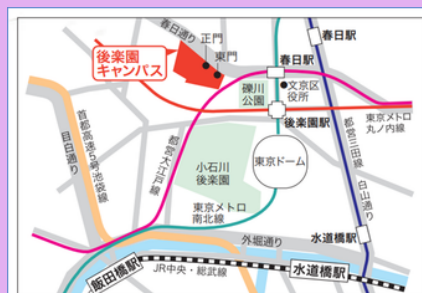 春日通り
正門
東門
後楽園
キャンパス
春日駅
春日駅
文京区
役所
礫川
公園
後楽園駅
東京メトロ
丸ノ内線
首都高速5号池袋線
目白通り
都営大江戸線
小石川
後楽園
東京ドーム
都営三田線
白山通り
東京メトロ
南北線
外堀通り
水道橋駅
飯田橋駅
JR中央・総武線
水道橋駅